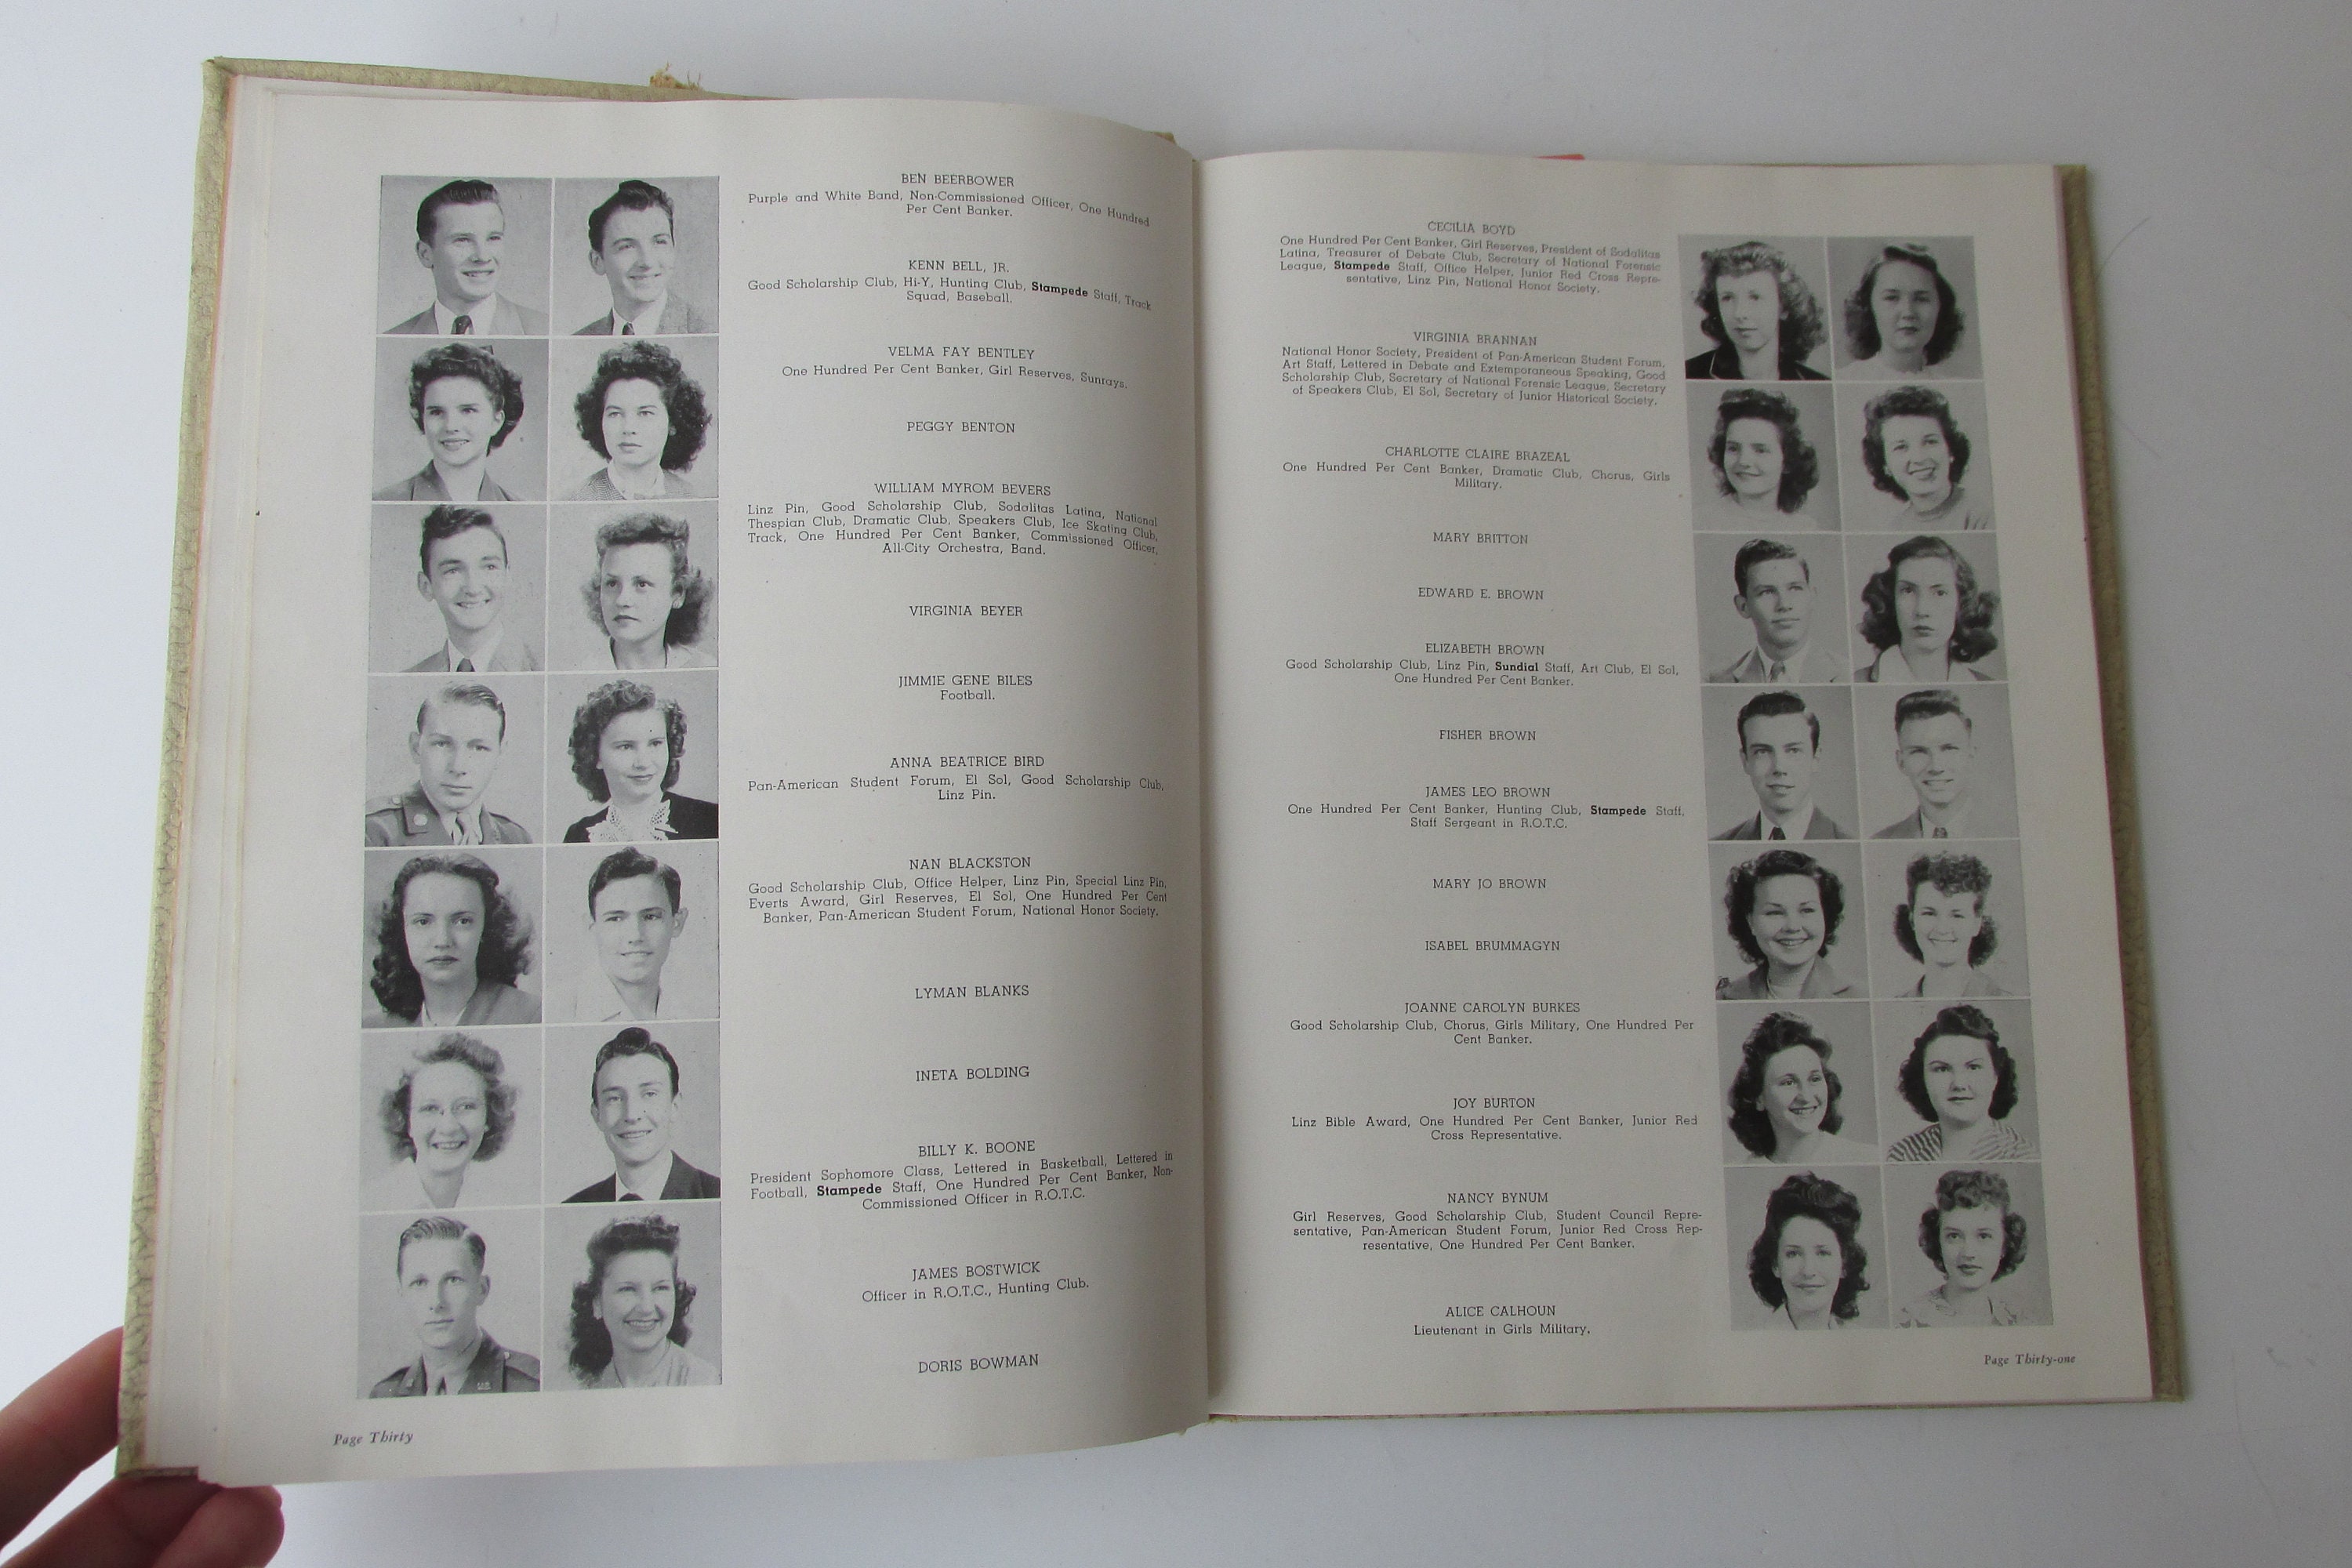 BEN BEERBOWER
Purple and White Band, Non-Commissioned Officer, One Hundred
Per Cent Banker.
KENN BELL, JR.
Good Scholarship Club, Hi-Y, Hunting Club, Stampede Staff, Track
Squad, Baseball.
VELMA FAY BENTLEY
One Hundred Per Cent Banker, Girl Reserves, Sunrays.
PEGGY BENTON
WILLIAM MYROM BEVERS
Linz Pin, Good Scholarship Club, Sodalitas Latina, National
Thespian Club, Dramatic Club, Speakers Club, Ice Skating Club,
Track, One Hundred Per Cent Banker, Commissioned Officer,
All-City Orchestra, Band.
VIRGINIA BEYER
JIMMIE GENE BILES
Football.
ANNA BEATRICE BIRD
Pan-American Student Forum, El Sol, Good Scholarship Club,
Linz Pin.
NAN BLACKSTON
Good Scholarship Club, Office Helper, Linz Pin, Special Linz Pin,
Everts Award, Girl Reserves, El Sol, One Hundred Per Cent
Banker, Pan-American Student Forum, National Honor Society.
LYMAN BLANKS
INETA BOLDING
BILLY K. BOONE
President Sophomore Class, Lettered in Basketball, Lettered in
Football, Stampede Staff, One Hundred Per Cent Banker, Non-
Commissioned Officer in R.O.T.C.
JAMES BOSTWICK
Officer in R.O.T.C., Hunting Club.
DORIS BOWMAN
Page Thirty
CECILIA BOYD
One Hundred Per Cent Banker, Girl Reserves, President of Sodalitas
Latina, Treasurer of Debate Club, Secretary of National Forensic
League, Stampede Staff, Office Helper, Junior Red Cross Repre-
sentative, Linz Pin, National Honor Society.
VIRGINIA BRANNAN
National Honor Society, President of Pan-American Student Forum,
Art Staff, Lettered in Debate and Extemporaneous Speaking, Good
Scholarship Club, Secretary of National Forensic League, Secretary
of Speakers Club, El Sol, Secretary of Junior Historical Society.
CHARLOTTE CLAIRE BRAZEAL
One Hundred Per Cent Banker, Dramatic Club, Chorus, Girls
Military.
MARY BRITTON
EDWARD E. BROWN
ELIZABETH BROWN
Good Scholarship Club, Linz Pin, Sundial Staff, Art Club, El Sol,
One Hundred Per Cent Banker.
FISHER BROWN
JAMES LEO BROWN
One Hundred Per Cent Banker, Hunting Club, Stampede Staff,
Staff Sergeant in R.O.T.C.
MARY JO BROWN
ISABEL BRUMMAGYN
JOANNE CAROLYN BURKES
Good Scholarship Club, Chorus, Girls Military, One Hundred Per
Cent Banker.
JOY BURTON
Linz Bible Award, One Hundred Per Cent Banker, Junior Red
Cross Representative.
NANCY BYNUM
Girl Reserves, Good Scholarship Club, Student Council Repre-
sentative, Pan-American Student Forum, Junior Red Cross Rep-
resentative, One Hundred Per Cent Banker.
ALICE CALHOUN
Lieutenant in Girls Military.
Page Thirty-one